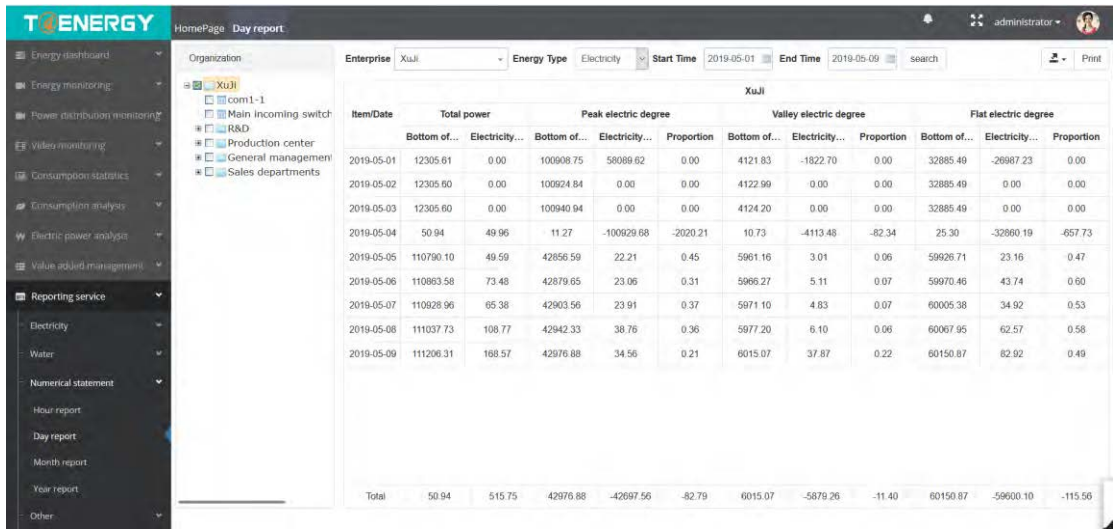 T ENERGY
HomePage Day report
administrator
Energy dashboard
Energy monitoring
Power distribution monitoring
Video monitoring
Consumption statistics
Consumption analysis
Electric power analysis
Value added management
Reporting service
Electricity
Water
Numerical statement
Hour report
Day report
Month report
Year report
Other
Organization
XuJi
com1-1
Main incoming switch
R&D
Production center
General management
Sales departments
Enterprise XuJi Energy Type Electricity Start Time 2019-05-01 End Time 2019-05-09 search Print
XuJi
Item/Date Total power Peak electric degree Valley electric degree Flat electric degree
Bottom of... Electricity... Bottom of... Electricity... Proportion Bottom of... Electricity... Proportion Bottom of... Electricity... Proportion
2019-05-01 12305.61 0.00 100908.75 58089.62 0.00 4121.83 -1822.70 0.00 32885.49 -26987.23 0.00
2019-05-02 12305.60 0.00 100924.84 0.00 0.00 4122.99 0.00 0.00 32885.49 0.00 0.00
2019-05-03 12305.60 0.00 100940.94 0.00 0.00 4124.20 0.00 0.00 32885.49 0.00 0.00
2019-05-04 50.94 49.96 11.27 -100929.68 -2020.21 10.73 -4113.48 -82.34 25.30 -32860.19 -657.73
2019-05-05 110790.10 49.59 42856.59 22.21 0.45 5961.16 3.01 0.06 59926.71 23.16 0.47
2019-05-06 110863.58 73.48 42879.65 23.06 0.31 5966.27 5.11 0.07 59970.46 43.74 0.60
2019-05-07 110928.96 65.38 42903.56 23.91 0.37 5971.10 4.83 0.07 60005.38 34.92 0.53
2019-05-08 111037.73 108.77 42942.33 38.76 0.36 5977.20 6.10 0.06 60067.95 62.57 0.58
2019-05-09 111206.31 168.57 42976.88 34.56 0.21 6015.07 37.87 0.22 60150.87 82.92 0.49
Total 50.94 515.75 42976.88 -42697.56 -82.79 6015.07 -5879.26 -11.40 60150.87 -59600.10 -115.56